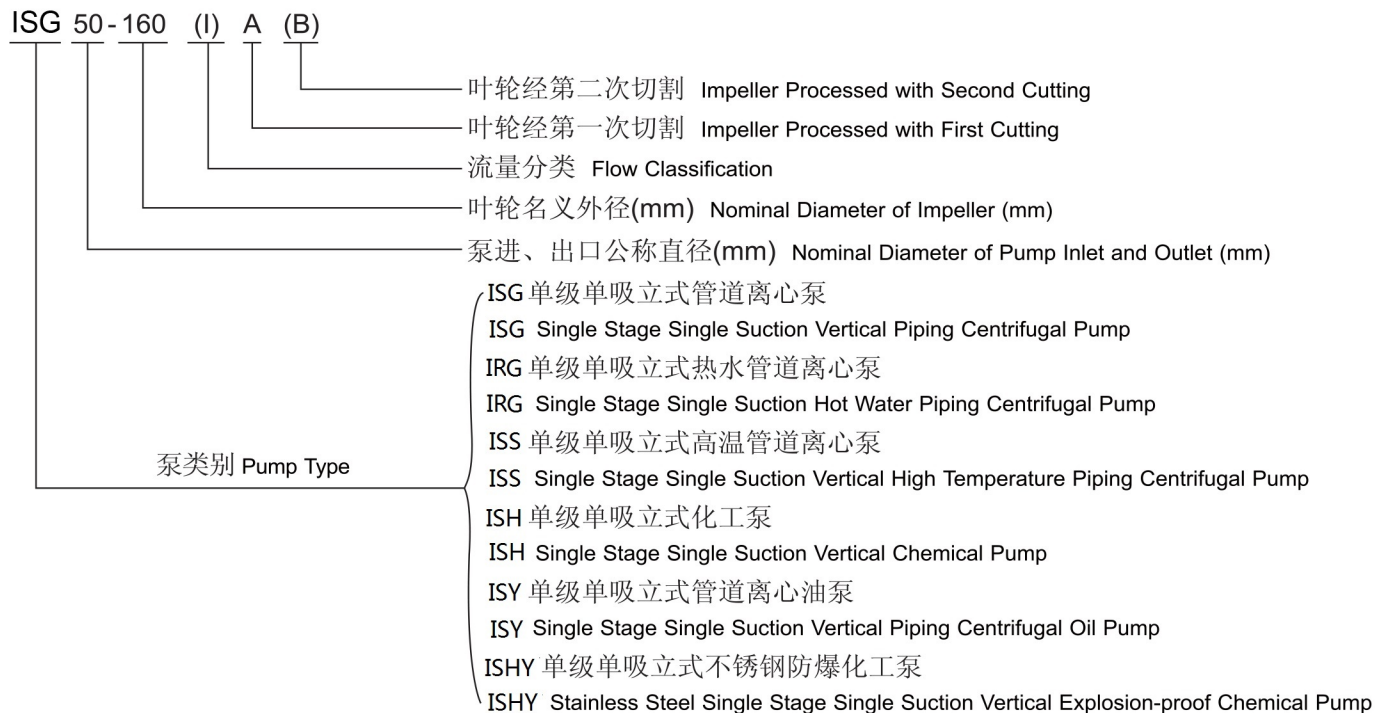 ISG 50-160 (I) A (B)
叶轮经第二次切割 Impeller Processed with Second Cutting
叶轮经第一次切割 Impeller Processed with First Cutting
流量分类 Flow Classification
叶轮名义外径(mm) Nominal Diameter of Impeller (mm)
泵进、出口公称直径(mm) Nominal Diameter of Pump Inlet and Outlet (mm)
泵类别 Pump Type
ISG 单级单吸立式管道离心泵
ISG Single Stage Single Suction Vertical Piping Centrifugal Pump
IRG 单级单吸立式热水管道离心泵
IRG Single Stage Single Suction Hot Water Piping Centrifugal Pump
ISS 单级单吸立式高温管道离心泵
ISS Single Stage Single Suction Vertical High Temperature Piping Centrifugal Pump
ISH 单级单吸立式化工泵
ISH Single Stage Single Suction Vertical Chemical Pump
ISY 单级单吸立式管道离心油泵
ISY Single Stage Single Suction Vertical Piping Centrifugal Oil Pump
ISHY 单级单吸立式不锈钢防爆化工泵
ISHY Stainless Steel Single Stage Single Suction Vertical Explosion-proof Chemical Pump